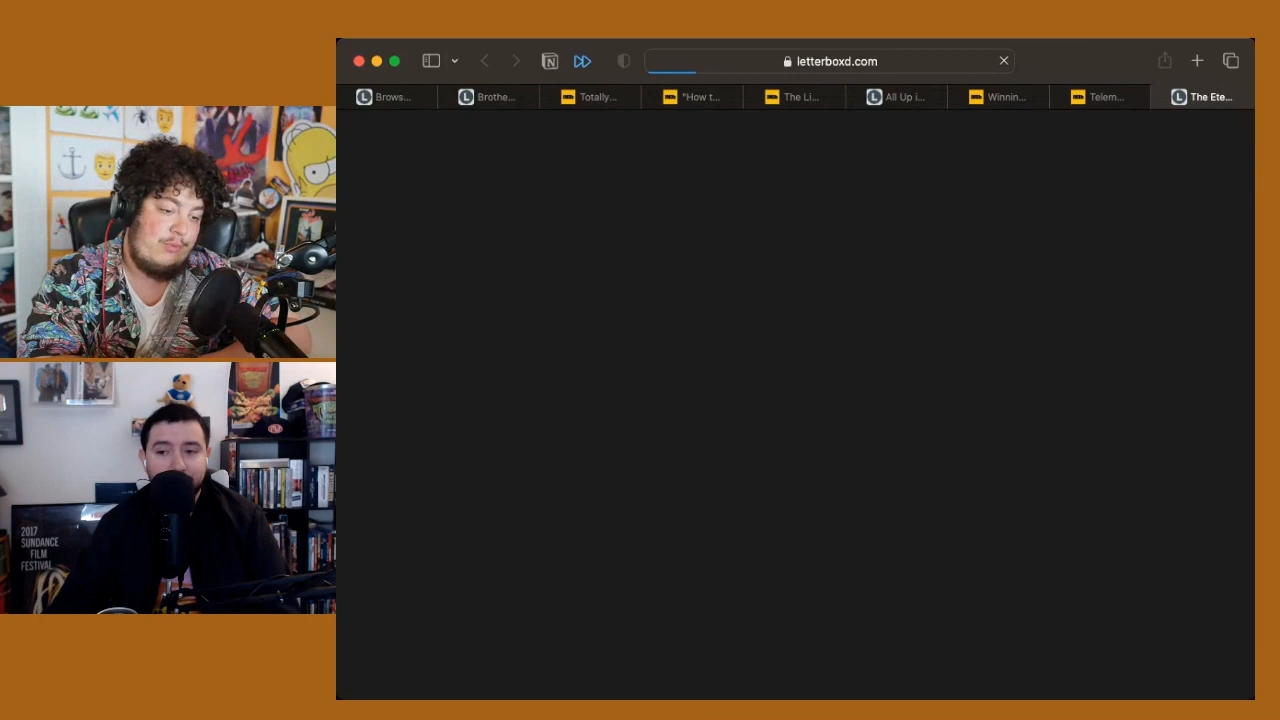 letterboxd.com
Brows...
Brothe...
Totally...
"How t...
The Li...
All Up i...
Winnin...
Telem...
The Ete...
2017
SUNDANCE
FILM
FESTIVAL